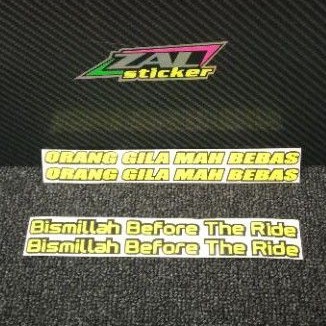 ZAL
sticker
ORANG GILA MAH BEBAS
ORANG GILA MAH BEBAS
Bismillah Before The Ride
Bismillah Before The Ride